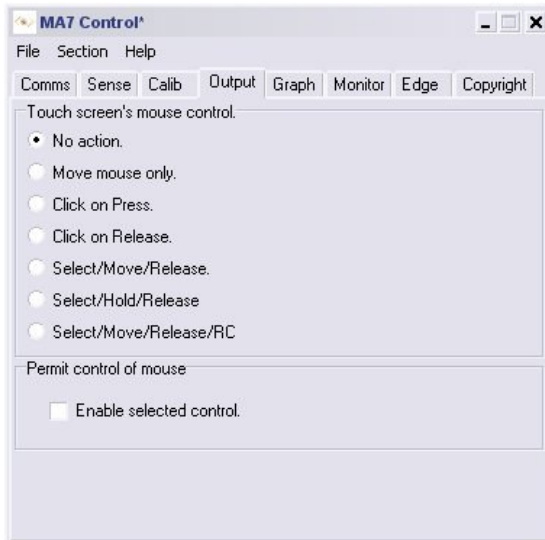 MA7 Control*
File Section Help
Comms Sense Calib Output Graph Monitor Edge Copyright
Touch screen's mouse control.
No action.
Move mouse only.
Click on Press.
Click on Release.
Select/Move/Release.
Select/Hold/Release
Select/Move/Release/RC
Permit control of mouse
Enable selected control.